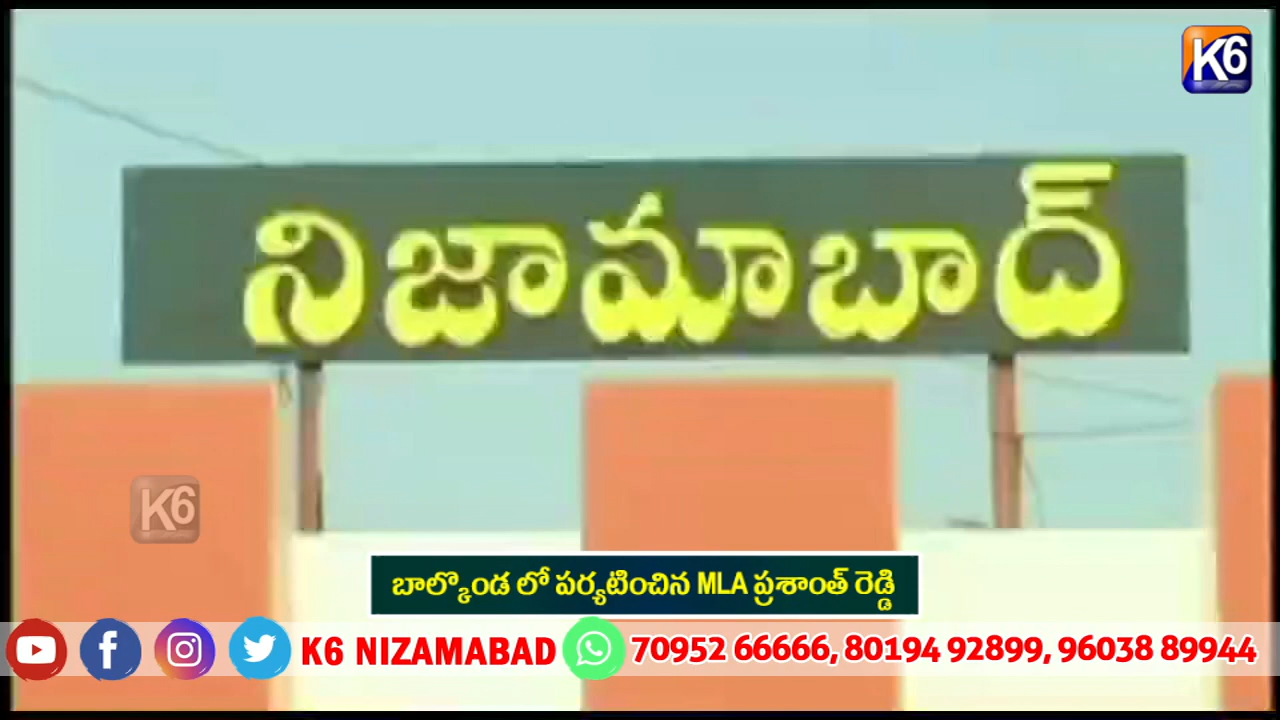 K6
నిజామాబాద్
K6
బాల్కొండ లో పర్యటించిన MLA ప్రశాంత్ రెడ్డి
K6 NIZAMABAD 70952 66666, 80194 92899, 96038 89944